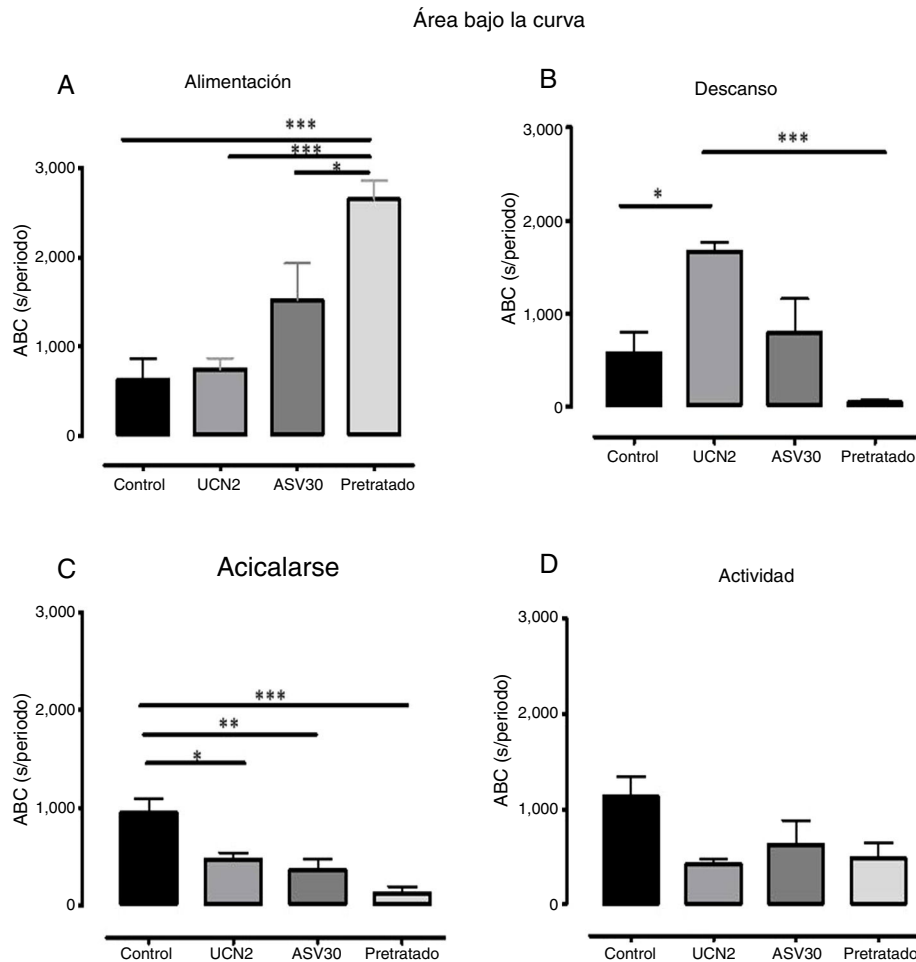 Área bajo la curva
A
Alimentación
***
***
*
3,000
2,000
1,000
0
ABC (s/periodo)
Control UCN2 ASV30 Pretratado
B
Descanso
***
*
3,000
2,000
1,000
0
ABC (s/periodo)
Control UCN2 ASV30 Pretratado
C
Acicalarse
***
**
*
3,000
2,000
1,000
0
ABC (s/periodo)
Control UCN2 ASV30 Pretratado
D
Actividad
3,000
2,000
1,000
0
ABC (s/periodo)
Control UCN2 ASV30 Pretratado